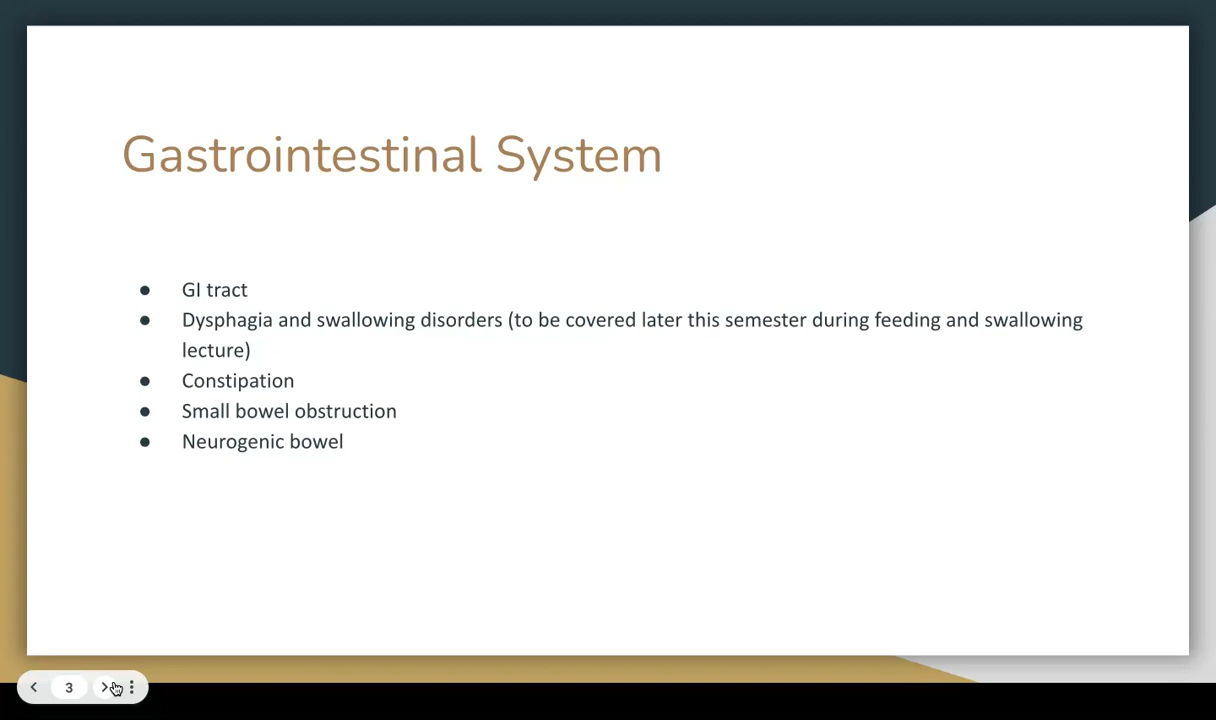 Gastrointestinal System
● GI tract
● Dysphagia and swallowing disorders (to be covered later this semester during feeding and swallowing
lecture)
● Constipation
● Small bowel obstruction
● Neurogenic bowel
3